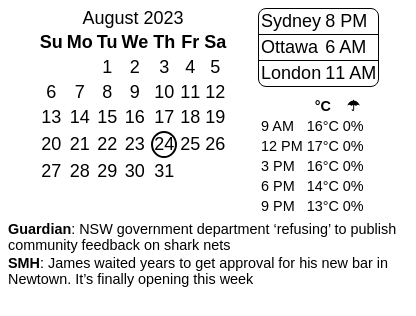 August 2023
Su Mo Tu We Th Fr Sa
1 2 3 4 5
6 7 8 9 10 11 12
13 14 15 16 17 18 19
20 21 22 23 24 25 26
27 28 29 30 31
Sydney 8 PM
Ottawa 6 AM
London 11 AM
°C ☂
9 AM 16°C 0%
12 PM 17°C 0%
3 PM 16°C 0%
6 PM 14°C 0%
9 PM 13°C 0%
Guardian: NSW government department ‘refusing’ to publish
community feedback on shark nets
SMH: James waited years to get approval for his new bar in
Newtown. It’s finally opening this week